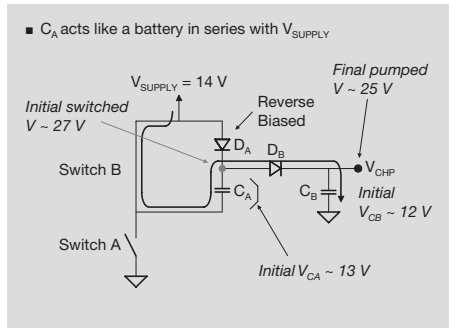 ■ C_A acts like a battery in series with V_SUPPLY
Final pumped
V ~ 25 V
V_SUPPLY = 14 V
Initial switched
V ~ 27 V
Reverse
Biased
D_A
D_B
V_CHP
Switch B
C_A
C_B
Initial
V_CB ~ 12 V
Switch A
Initial V_CA ~ 13 V